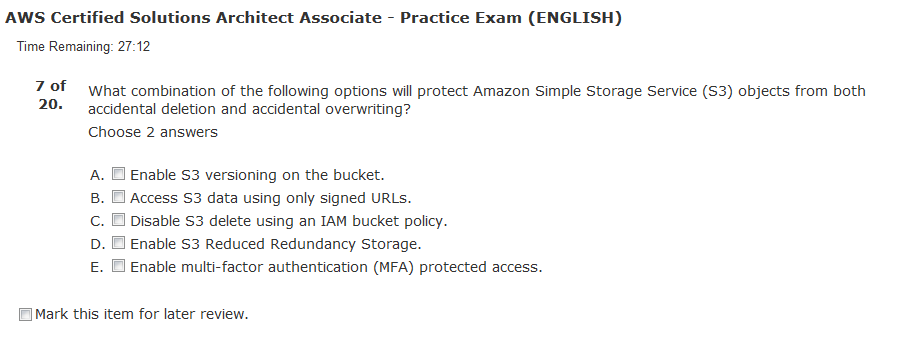 AWS Certified Solutions Architect Associate - Practice Exam (ENGLISH)
Time Remaining: 27:12
7 of 20. What combination of the following options will protect Amazon Simple Storage Service (S3) objects from both
accidental deletion and accidental overwriting?
Choose 2 answers
A. Enable S3 versioning on the bucket.
B. Access S3 data using only signed URLs.
C. Disable S3 delete using an IAM bucket policy.
D. Enable S3 Reduced Redundancy Storage.
E. Enable multi-factor authentication (MFA) protected access.
Mark this item for later review.